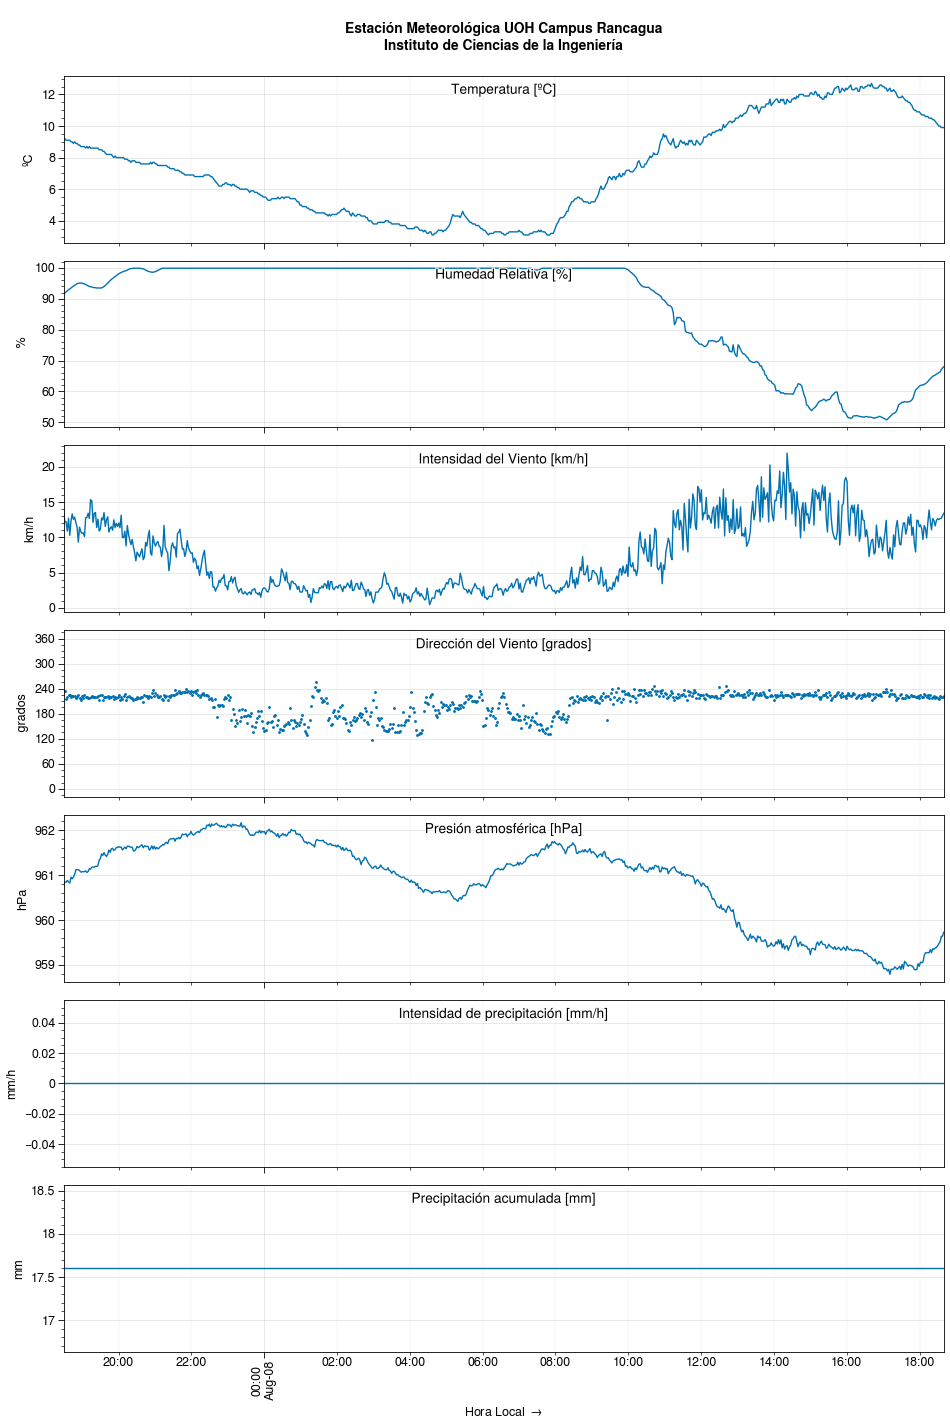 Estación Meteorológica UOH Campus Rancagua
Instituto de Ciencias de la Ingeniería
Temperatura [ºC]
12
10
8
6
4
ºC
Humedad Relativa [%]
100
90
80
70
60
50
%
Intensidad del Viento [km/h]
20
15
10
5
0
km/h
Dirección del Viento [grados]
360
300
240
180
120
60
0
grados
Presión atmosférica [hPa]
962
961
960
959
hPa
Intensidad de precipitación [mm/h]
0.04
0.02
0
−0.02
−0.04
mm/h
Precipitación acumulada [mm]
18.5
18
17.5
17
mm
20:00 22:00 00:00 02:00 04:00 06:00 08:00 10:00 12:00 14:00 16:00 18:00
Aug-08
Hora Local →